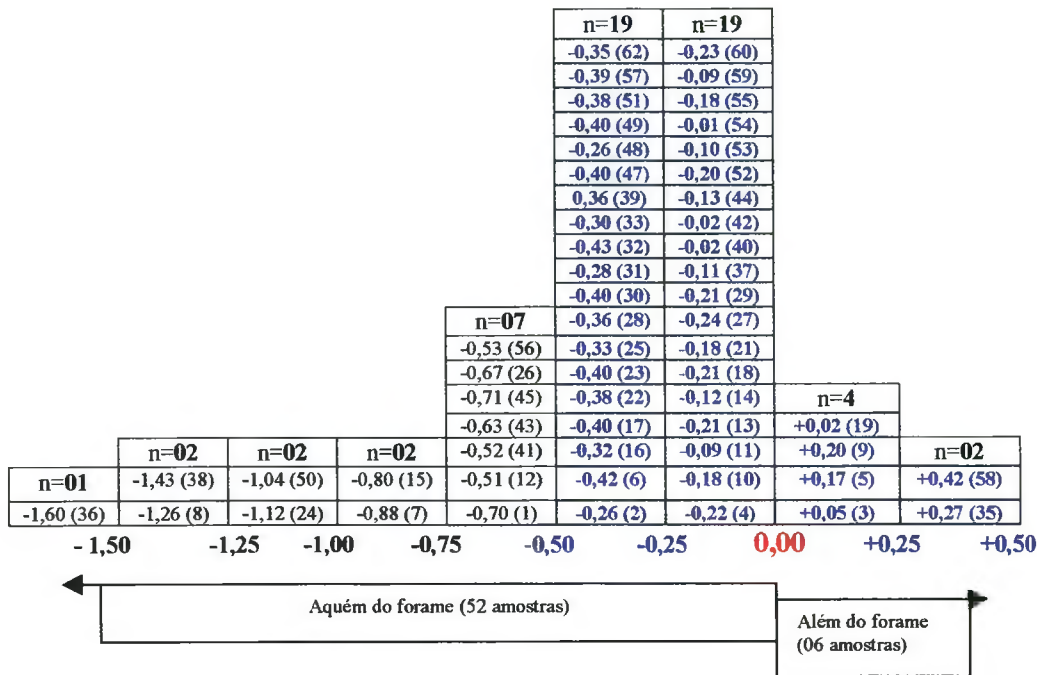 n=19 n=19
-0,35 (62) -0,23 (60)
-0,39 (57) -0,09 (59)
-0,38 (51) -0,18 (55)
-0,40 (49) -0,01 (54)
-0,26 (48) -0,10 (53)
-0,40 (47) -0,20 (52)
0,36 (39) -0,13 (44)
-0,30 (33) -0,02 (42)
-0,43 (32) -0,02 (40)
-0,28 (31) -0,11 (37)
-0,40 (30) -0,21 (29)
n=07 -0,36 (28) -0,24 (27)
-0,53 (56) -0,33 (25) -0,18 (21)
-0,67 (26) -0,40 (23) -0,21 (18)
-0,71 (45) -0,38 (22) -0,12 (14) n=4
-0,63 (43) -0,40 (17) -0,21 (13) +0,02 (19)
n=02 n=02 n=02 -0,52 (41) -0,32 (16) -0,09 (11) +0,20 (9) n=02
n=01 -1,43 (38) -1,04 (50) -0,80 (15) -0,51 (12) -0,42 (6) -0,18 (10) +0,17 (5) +0,42 (58)
-1,60 (36) -1,26 (8) -1,12 (24) -0,88 (7) -0,70 (1) -0,26 (2) -0,22 (4) +0,05 (3) +0,27 (35)
- 1,50 -1,25 -1,00 -0,75 -0,50 -0,25 0,00 +0,25 +0,50
Aquém do forame (52 amostras)
Além do forame
(06 amostras)